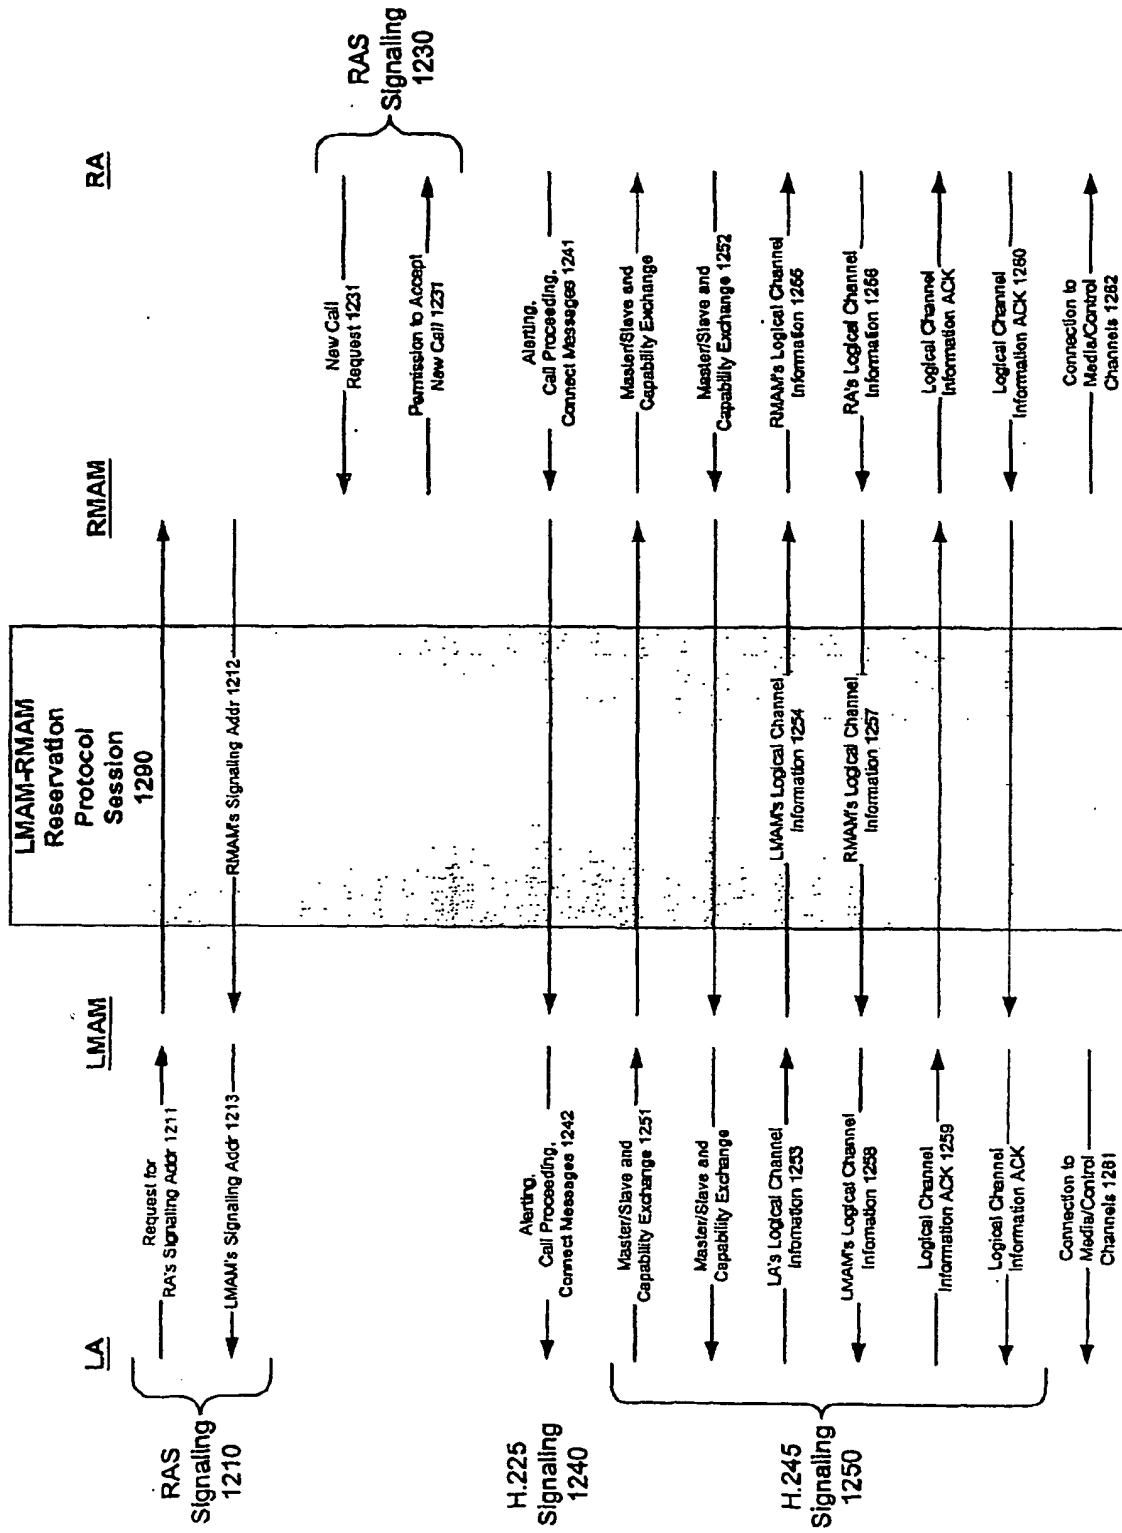 LMAM-RMAM
Reservation
Protocol
Session
1290
LA
LMAM
RMAM
RA
RAS
Signaling
1210
Request for
RA's Signaling Addr 1211
LMAM's Signaling Addr 1213
RMAM's Signaling Addr 1212
New Call
Request 1231
Permission to Accept
New Call 1231
RAS
Signaling
1230
H.225
Signaling
1240
Alerting,
Call Proceeding,
Connect Messages 1242
Alerting,
Call Proceeding,
Connect Messages 1241
H.245
Signaling
1250
Master/Slave and
Capability Exchange 1251
Master/Slave and
Capability Exchange
Master/Slave and
Capability Exchange
Master/Slave and
Capability Exchange 1252
LA's Logical Channel
Infomation 1253
LMAM's Logical Channel
Information 1254
RMAM's Logical Channel
Information 1255
LMAM's Logical Channel
Infomation 1258
RMAM's Logical Channel
Information 1257
RA's Logical Channel
Information 1256
Logical Channel
Information ACK 1259
Logical Channel
Information ACK
Logical Channel
Information ACK
Logical Channel
Information ACK 1260
Connection to
Media/Control
Channels 1261
Connection to
Media/Control
Channels 1262